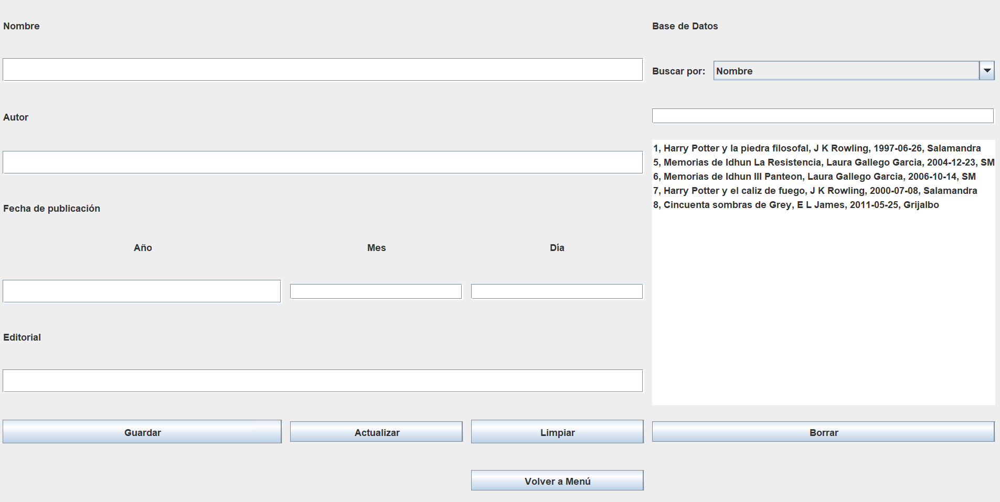 Nombre
Autor
Fecha de publicación
Año
Mes
Día
Editorial
Guardar
Actualizar
Limpiar
Volver a Menú
Base de Datos
Buscar por:
Nombre
1, Harry Potter y la piedra filosofal, J K Rowling, 1997-06-26, Salamandra
5, Memorias de Idhun La Resistencia, Laura Gallego Garcia, 2004-12-23, SM
6, Memorias de Idhun III Panteon, Laura Gallego Garcia, 2006-10-14, SM
7, Harry Potter y el caliz de fuego, J K Rowling, 2000-07-08, Salamandra
8, Cincuenta sombras de Grey, E L James, 2011-05-25, Grijalbo
Borrar